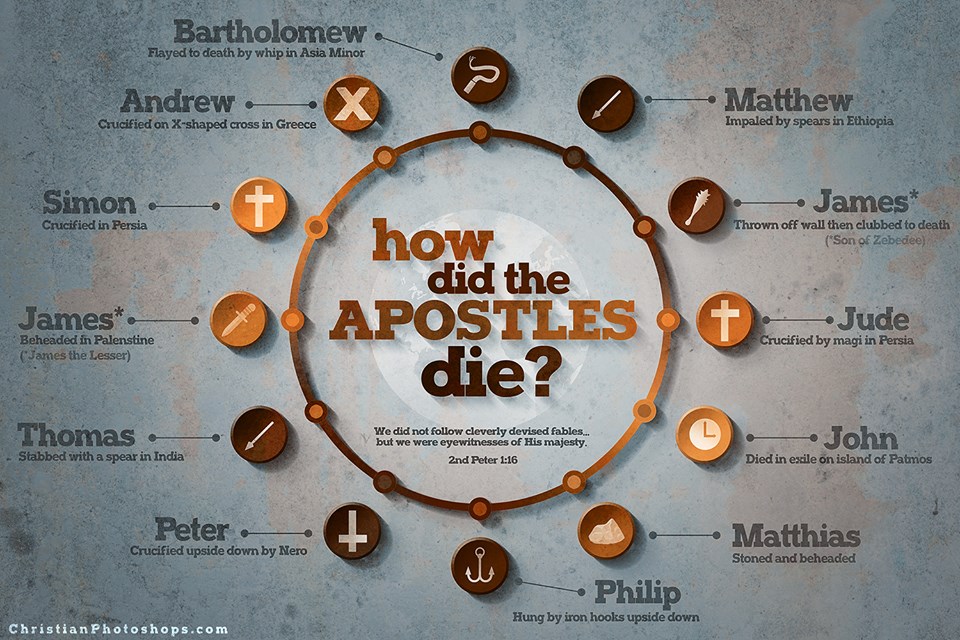 Bartholomew
Flayed to death by whip in Asia Minor
Andrew
Crucified on X-shaped cross in Greece
Matthew
Impaled by spears in Ethiopia
Simon
Crucified in Persia
James*
Thrown off wall then clubbed to death
(*Son of Zebedee)
how
did the
APOSTLES
die?
James*
Beheaded in Palenstine
(*James the Lesser)
Jude
Crucified by magi in Persia
We did not follow cleverly devised fables...
but we were eyewitnesses of His majesty.
2nd Peter 1:16
Thomas
Stabbed with a spear in India
John
Died in exile on island of Patmos
Peter
Crucified upside down by Nero
Matthias
Stoned and beheaded
Philip
Hung by iron hooks upside down
ChristianPhotoshops.com